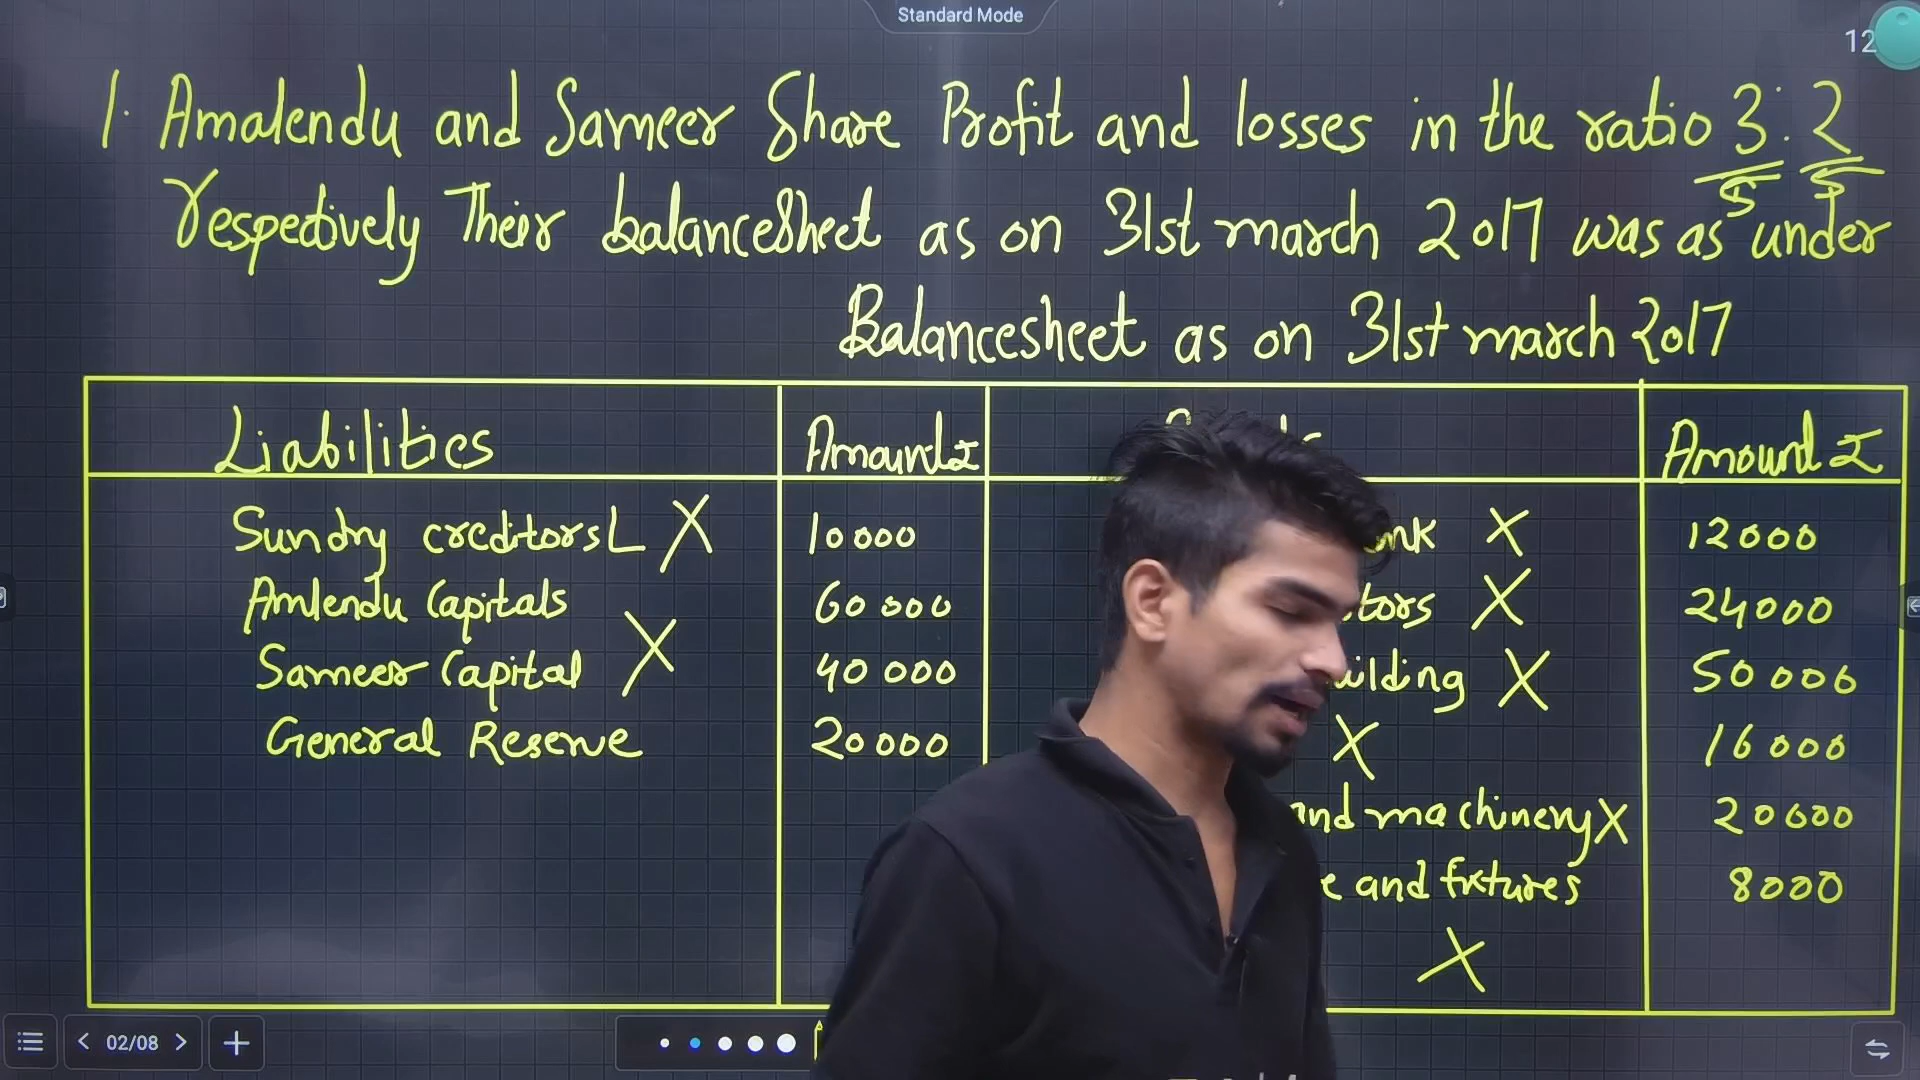 Standard Mode
12
1. Amalendu and Sameer Share Profit and losses in the ratio 3:2
5 5
respectively Their balancesheet as on 31st march 2017 was as under
Balancesheet as on 31st march 2017
Liabilities Amount ₹ Amount ₹
Sundry creditors L X 10000 X 12000
Amlendu Capitals 60000 X 24000
X
Sameer Capital 40000 X 50000
General Reserve 20000 X 16000
and machinery X 20000
and fixtures 8000
X
02/08